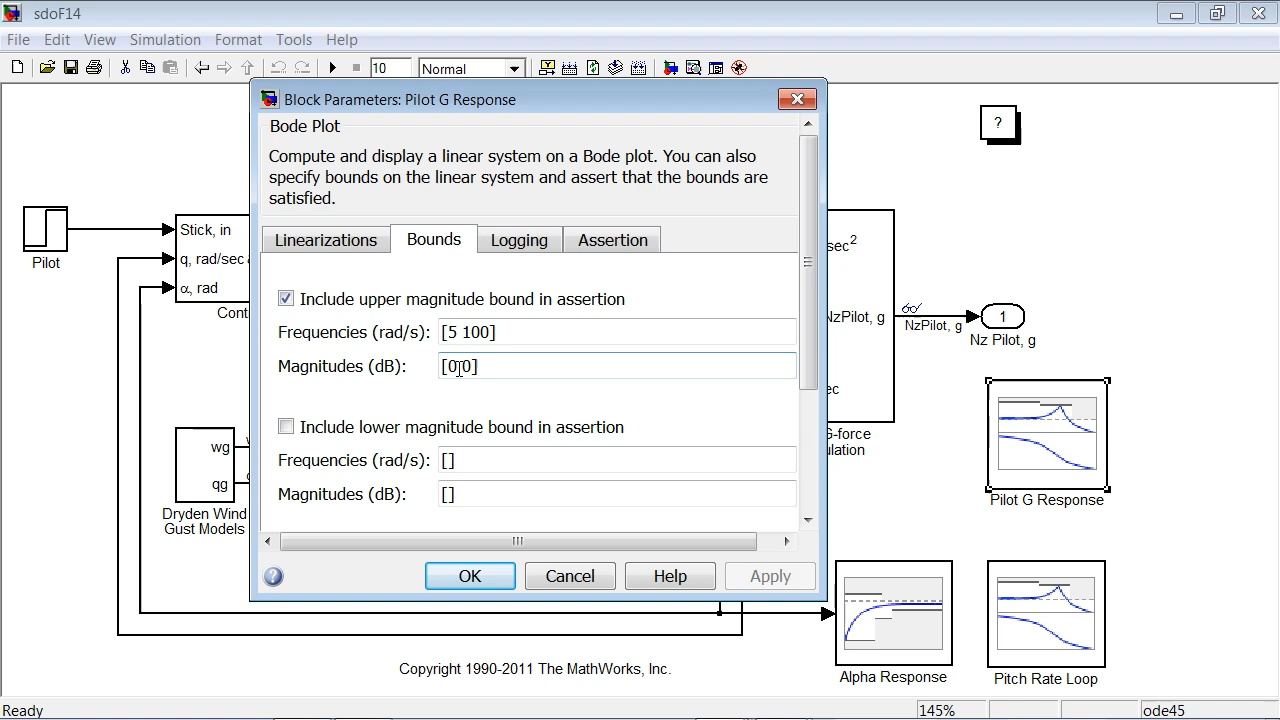 sdoF14
File Edit View Simulation Format Tools Help
10 Normal
Block Parameters: Pilot G Response
Bode Plot
Compute and display a linear system on a Bode plot. You can also
specify bounds on the linear system and assert that the bounds are
satisfied.
Linearizations Bounds Logging Assertion
Include upper magnitude bound in assertion
Frequencies (rad/s): [5 100]
Magnitudes (dB): [0 0]
Include lower magnitude bound in assertion
Frequencies (rad/s): []
Magnitudes (dB): []
OK Cancel Help Apply
?
Pilot
Stick, in
q, rad/sec
α, rad
Cont
wg
qg
Dryden Wind
Gust Models
sec2
NzPilot, g
NzPilot, g
1
Nz Pilot, g
ec
G-force
ulation
Pilot G Response
Alpha Response
Pitch Rate Loop
Copyright 1990-2011 The MathWorks, Inc.
Ready 145% ode45